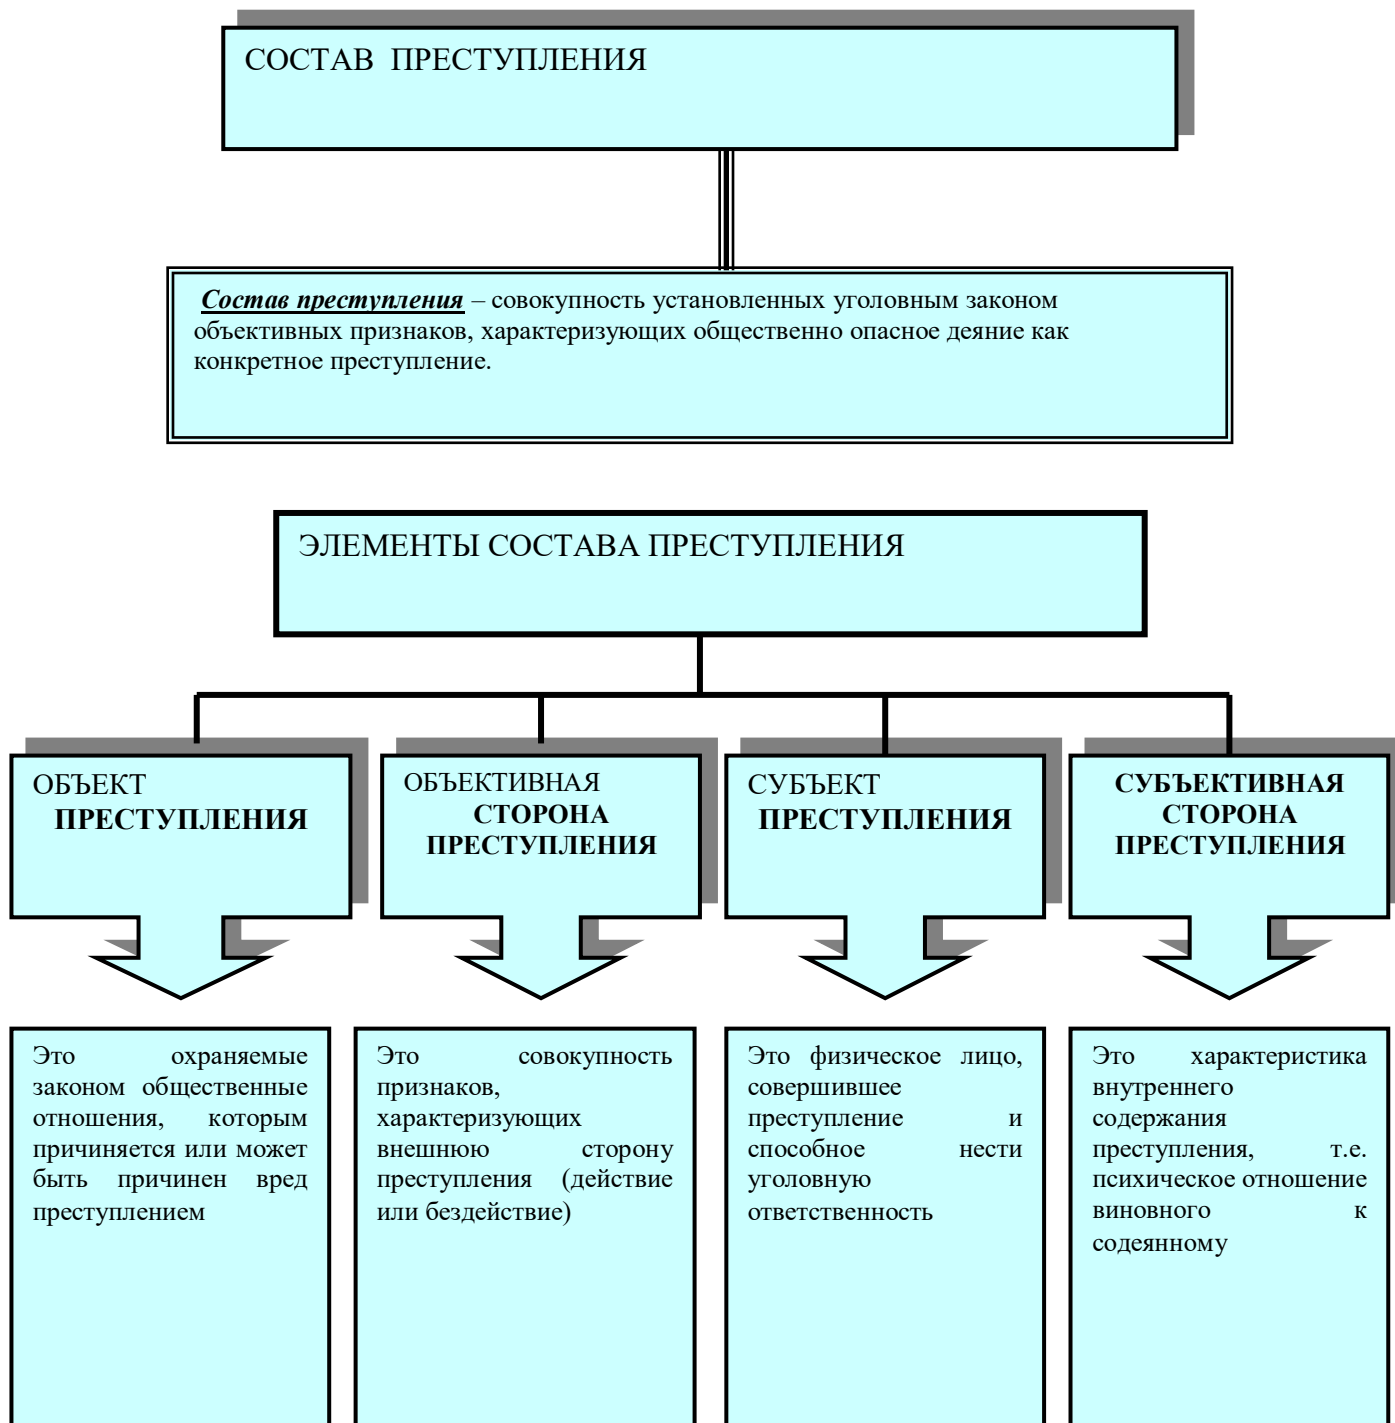 СОСТАВ ПРЕСТУПЛЕНИЯ
Состав преступления – совокупность установленных уголовным законом
объективных признаков, характеризующих общественно опасное деяние как
конкретное преступление.
ЭЛЕМЕНТЫ СОСТАВА ПРЕСТУПЛЕНИЯ
ОБЪЕКТ
ПРЕСТУПЛЕНИЯ
ОБЪЕКТИВНАЯ
СТОРОНА
ПРЕСТУПЛЕНИЯ
СУБЪЕКТ
ПРЕСТУПЛЕНИЯ
СУБЪЕКТИВНАЯ
СТОРОНА
ПРЕСТУПЛЕНИЯ
Это охраняемые
законом общественные
отношения, которым
причиняется или может
быть причинен вред
преступлением
Это совокупность
признаков,
характеризующих
внешнюю сторону
преступления (действие
или бездействие)
Это физическое лицо,
совершившее
преступление и
способное нести
уголовную
ответственность
Это характеристика
внутреннего
содержания
преступления, т.е.
психическое отношение
виновного к
содеянному